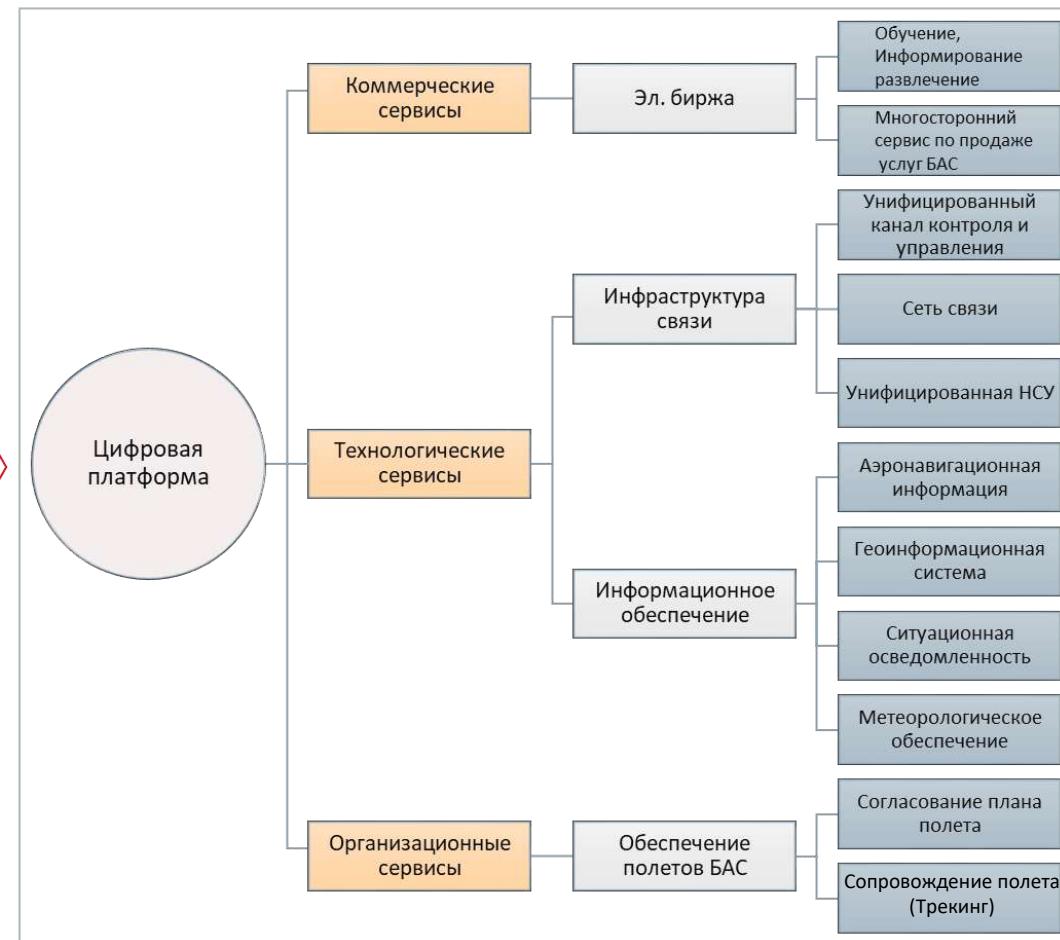 Цифровая
платформа
Коммерческие
сервисы
Эл. биржа
Обучение,
Информирование
развлечение
Многосторонний
сервис по продаже
услуг БАС
Технологические
сервисы
Инфраструктура
связи
Унифицированный
канал контроля и
управления
Сеть связи
Унифицированная НСУ
Информационное
обеспечение
Аэронавигационная
информация
Геоинформационная
система
Ситуационная
осведомленность
Метеорологическое
обеспечение
Организационные
сервисы
Обеспечение
полетов БАС
Согласование плана
полета
Сопровождение полета
(Трекинг)